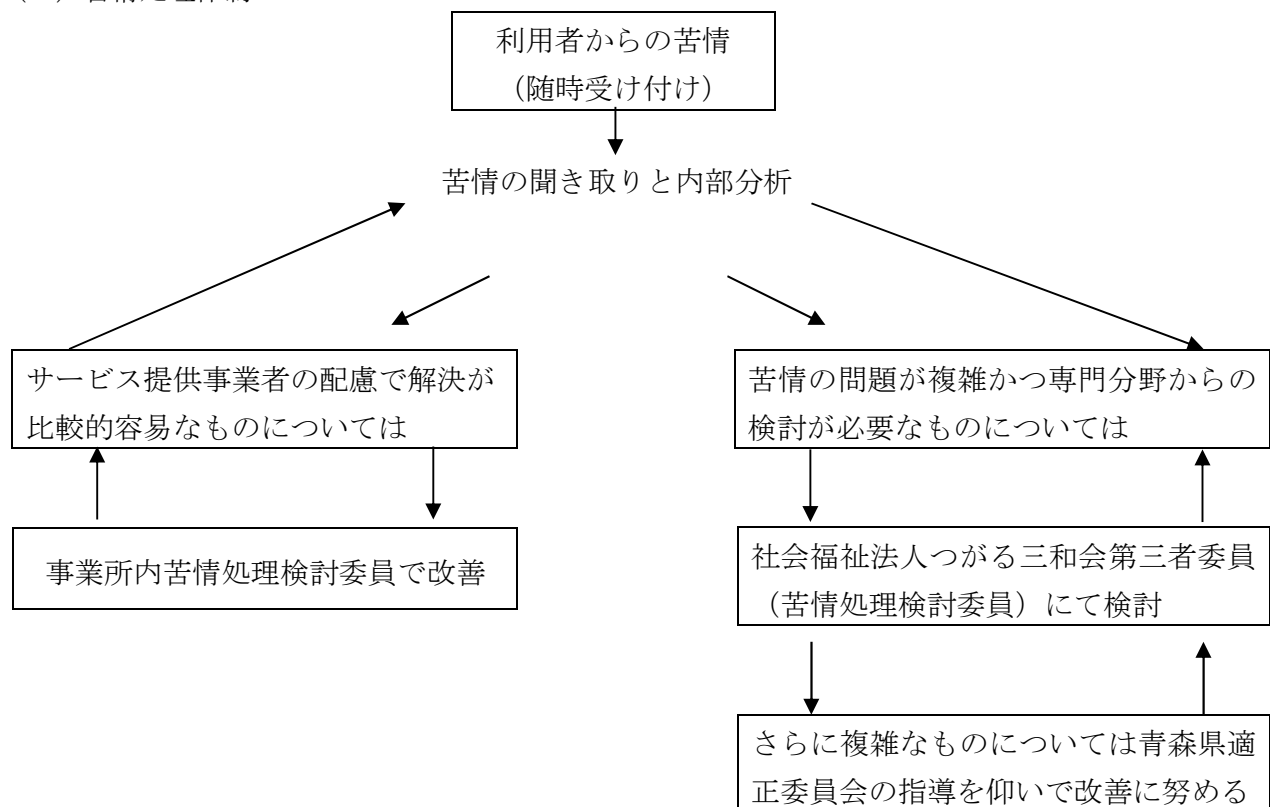 利用者からの苦情
（随時受け付け）
苦情の聞き取りと内部分析
サービス提供事業者の配慮で解決が
比較的容易なものについては
苦情の問題が複雑かつ専門分野からの
検討が必要なものについては
事業所内苦情処理検討委員で改善
社会福祉法人つがる三和会第三者委員
（苦情処理検討委員）にて検討
さらに複雑なものについては青森県適
正委員会の指導を仰いで改善に努める